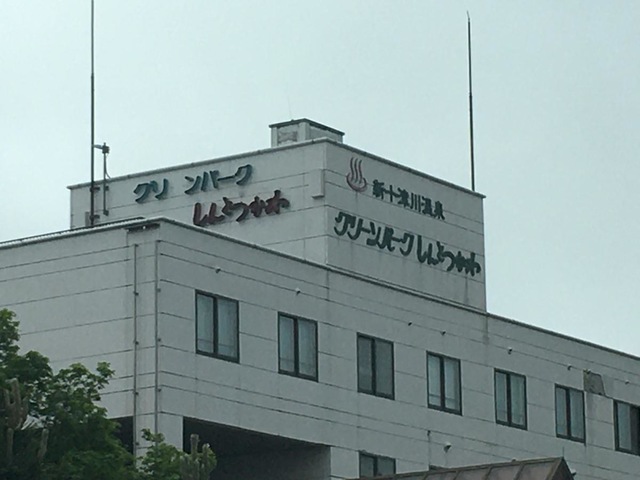 グリ ンパーク
しんとつかわ
新十津川温泉
グリーンパークしんとつかわ